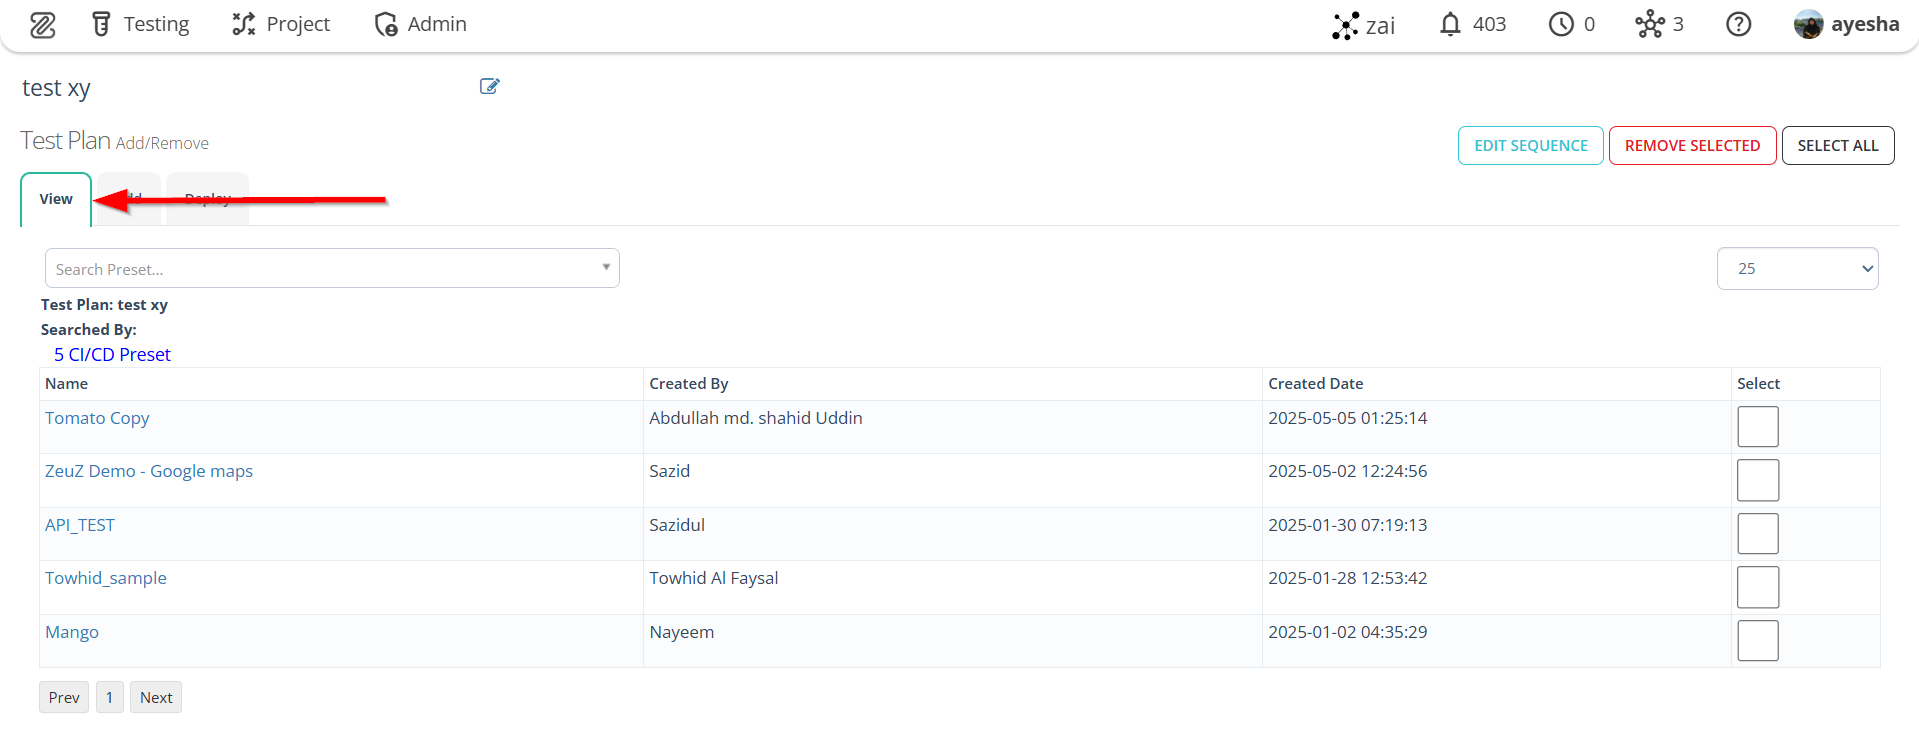 Testing Project Admin zai 403 0 3 ayesha
test xy
Test Plan Add/Remove
EDIT SEQUENCE REMOVE SELECTED SELECT ALL
View Deploy
Search Preset... 25
Test Plan: test xy
Searched By:
5 CI/CD Preset
Name Created By Created Date Select
Tomato Copy Abdullah md. shahid Uddin 2025-05-05 01:25:14
ZeuZ Demo - Google maps Sazid 2025-05-02 12:24:56
API_TEST Sazidul 2025-01-30 07:19:13
Towhid_sample Towhid Al Faysal 2025-01-28 12:53:42
Mango Nayeem 2025-01-02 04:35:29
Prev 1 Next